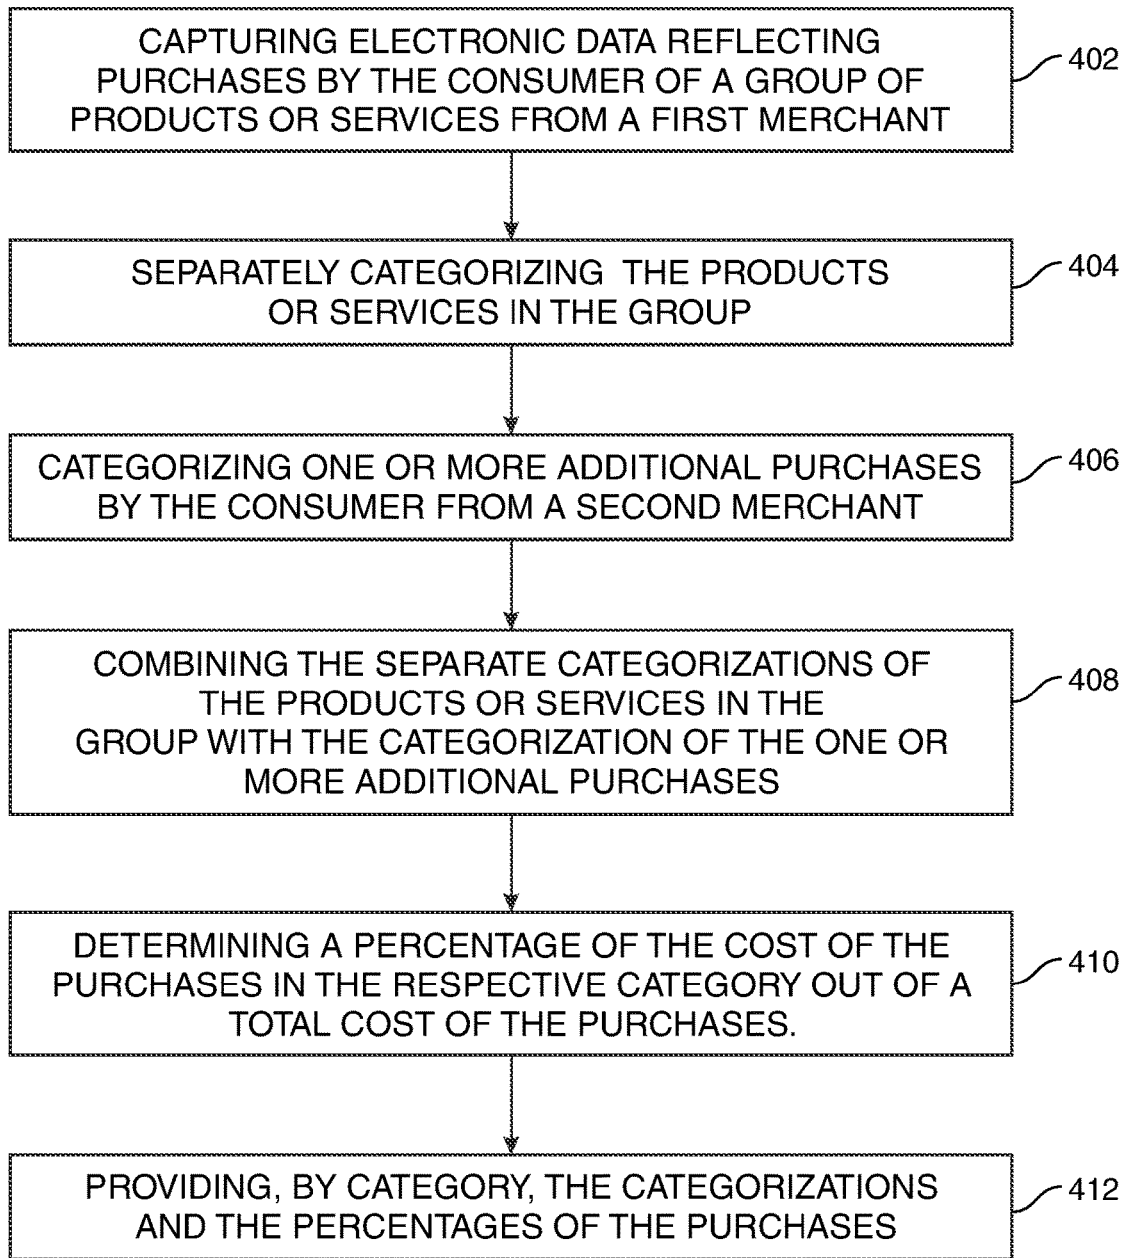 CAPTURING ELECTRONIC DATA REFLECTING
PURCHASES BY THE CONSUMER OF A GROUP OF
PRODUCTS OR SERVICES FROM A FIRST MERCHANT
402
SEPARATELY CATEGORIZING THE PRODUCTS
OR SERVICES IN THE GROUP
404
CATEGORIZING ONE OR MORE ADDITIONAL PURCHASES
BY THE CONSUMER FROM A SECOND MERCHANT
406
COMBINING THE SEPARATE CATEGORIZATIONS OF
THE PRODUCTS OR SERVICES IN THE
GROUP WITH THE CATEGORIZATION OF THE ONE OR
MORE ADDITIONAL PURCHASES
408
DETERMINING A PERCENTAGE OF THE COST OF THE
PURCHASES IN THE RESPECTIVE CATEGORY OUT OF A
TOTAL COST OF THE PURCHASES.
410
PROVIDING, BY CATEGORY, THE CATEGORIZATIONS
AND THE PERCENTAGES OF THE PURCHASES
412